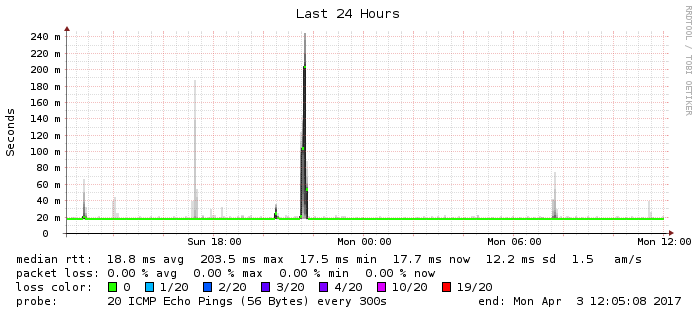 Last 24 Hours
RRDTOOL / TOBI OETIKER
Seconds
240 m
220 m
200 m
180 m
160 m
140 m
120 m
100 m
80 m
60 m
40 m
20 m
0
Sun 18:00 Mon 00:00 Mon 06:00 Mon 12:00
median rtt: 18.8 ms avg 203.5 ms max 17.5 ms min 17.7 ms now 12.2 ms sd 1.5 am/s
packet loss: 0.00 % avg 0.00 % max 0.00 % min 0.00 % now
loss color: 0 1/20 2/20 3/20 4/20 10/20 19/20
probe: 20 ICMP Echo Pings (56 Bytes) every 300s end: Mon Apr 3 12:05:08 2017